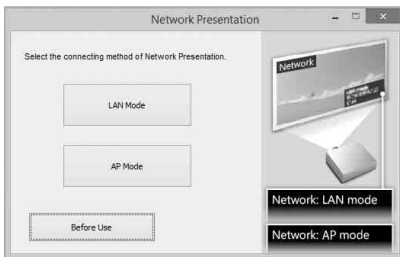 Network Presentation
Select the connecting method of Network Presentation.
LAN Mode
AP Mode
Before Use
Network
Network: LAN mode
Network: AP mode